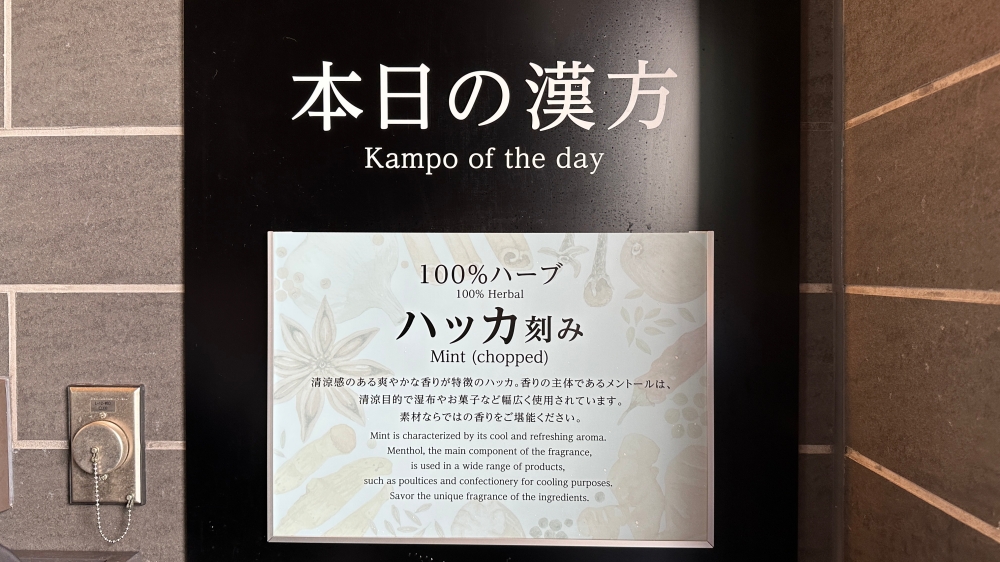 本日の漢方
Kampo of the day
100%ハーブ
100% Herbal
ハッカ刻み
Mint (chopped)
清涼感のある爽やかな香りが特徴のハッカ。香りの主体であるメントールは、
清涼目的で湿布やお菓子など幅広く使用されています。
素材ならではの香りをご堪能ください。
Mint is characterized by its cool and refreshing aroma.
Menthol, the main component of the fragrance,
is used in a wide range of products,
such as poultices and confectionery for cooling purposes.
Savor the unique fragrance of the ingredients.